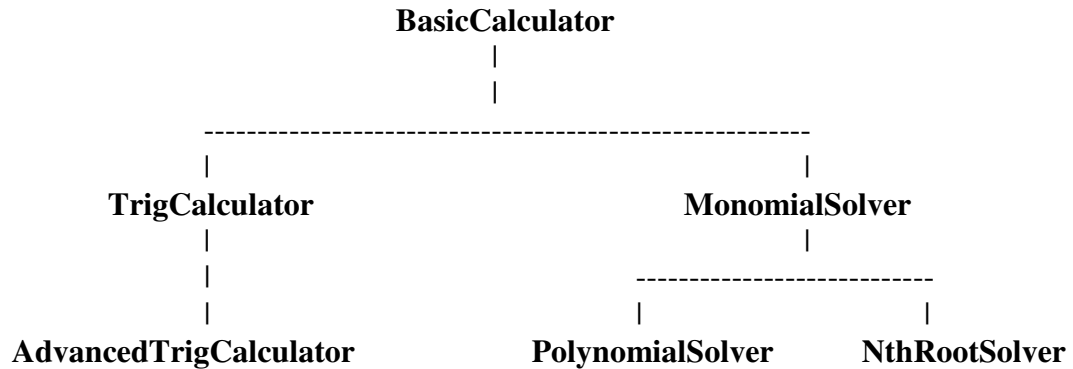 BasicCalculator
TrigCalculator MonomialSolver
AdvancedTrigCalculator PolynomialSolver NthRootSolver